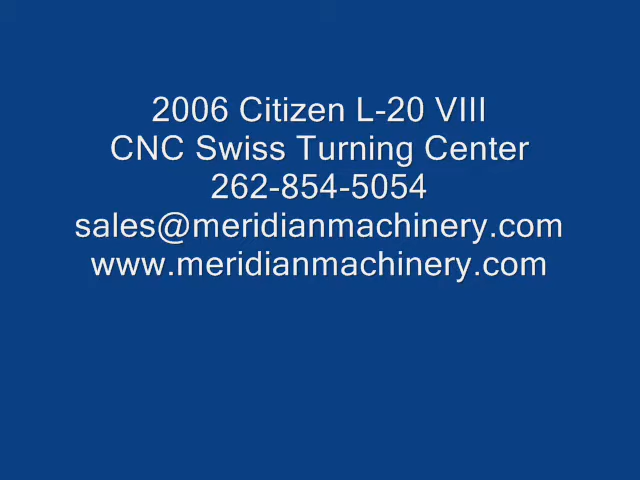 2006 Citizen L-20 VIII
CNC Swiss Turning Center
262-854-5054
sales@meridianmachinery.com
www.meridianmachinery.com